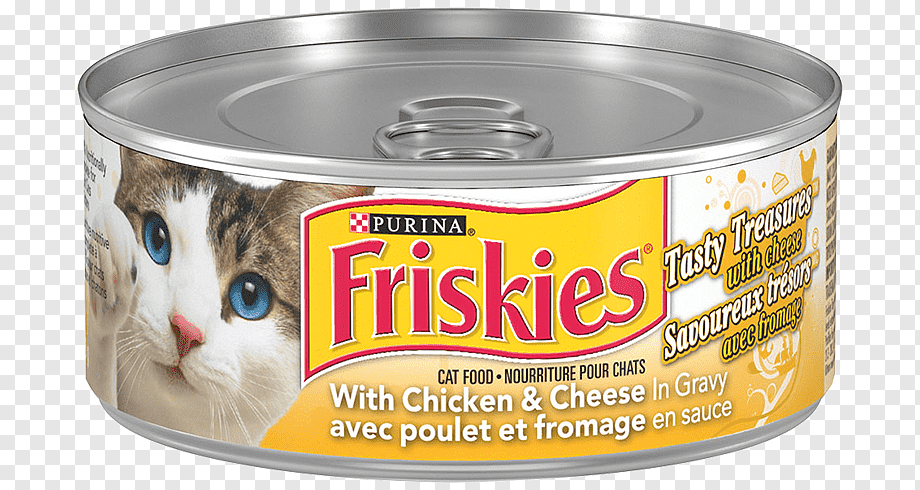 PURINA®
Friskies®
CAT FOOD • NOURRITURE POUR CHATS
With Chicken & Cheese In Gravy
avec poulet et fromage en sauce
Tasty Treasures
with cheese
Savoureux trésors
avec fromage